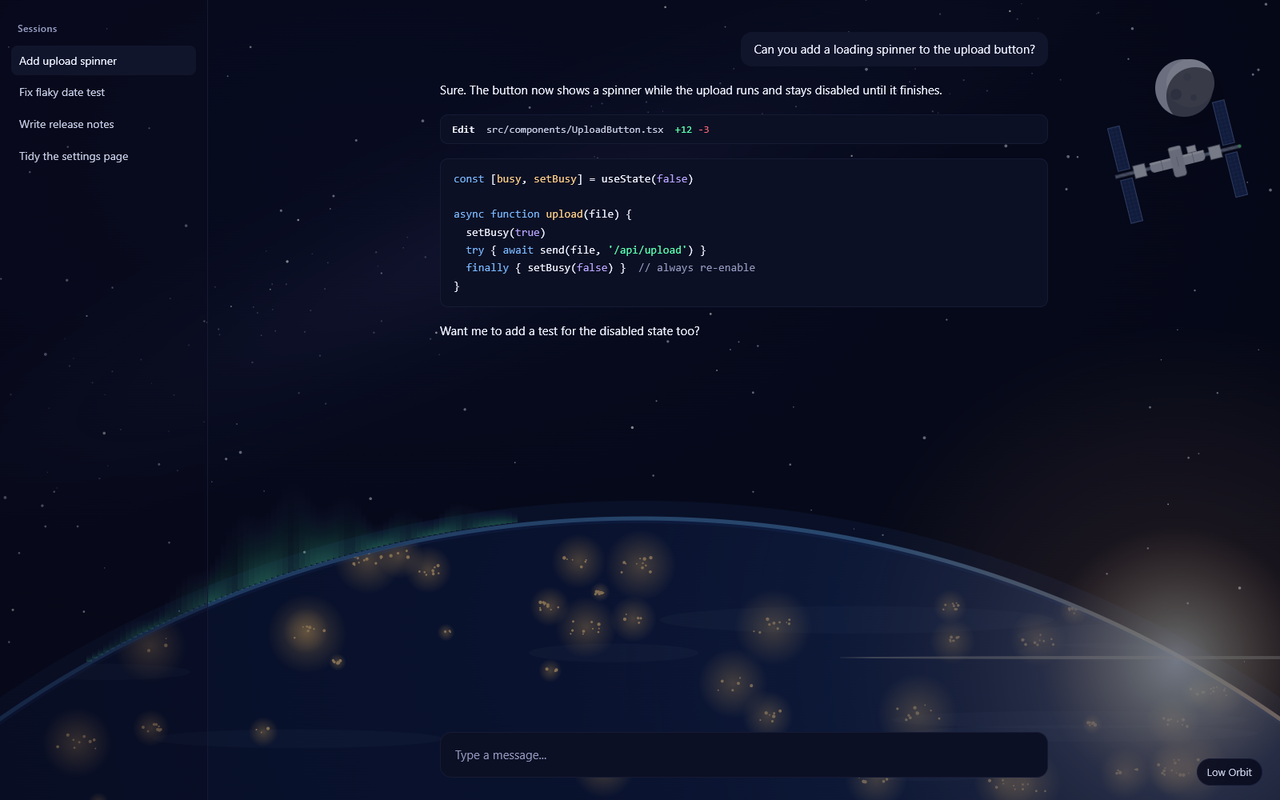 Sessions
Add upload spinner
Fix flaky date test
Write release notes
Tidy the settings page
Can you add a loading spinner to the upload button?
Sure. The button now shows a spinner while the upload runs and stays disabled until it finishes.
Edit src/components/UploadButton.tsx +12 -3
const [busy, setBusy] = useState(false)
async function upload(file) {
  setBusy(true)
  try { await send(file, '/api/upload') }
  finally { setBusy(false) }  // always re-enable
}
Want me to add a test for the disabled state too?
Type a message...
Low Orbit